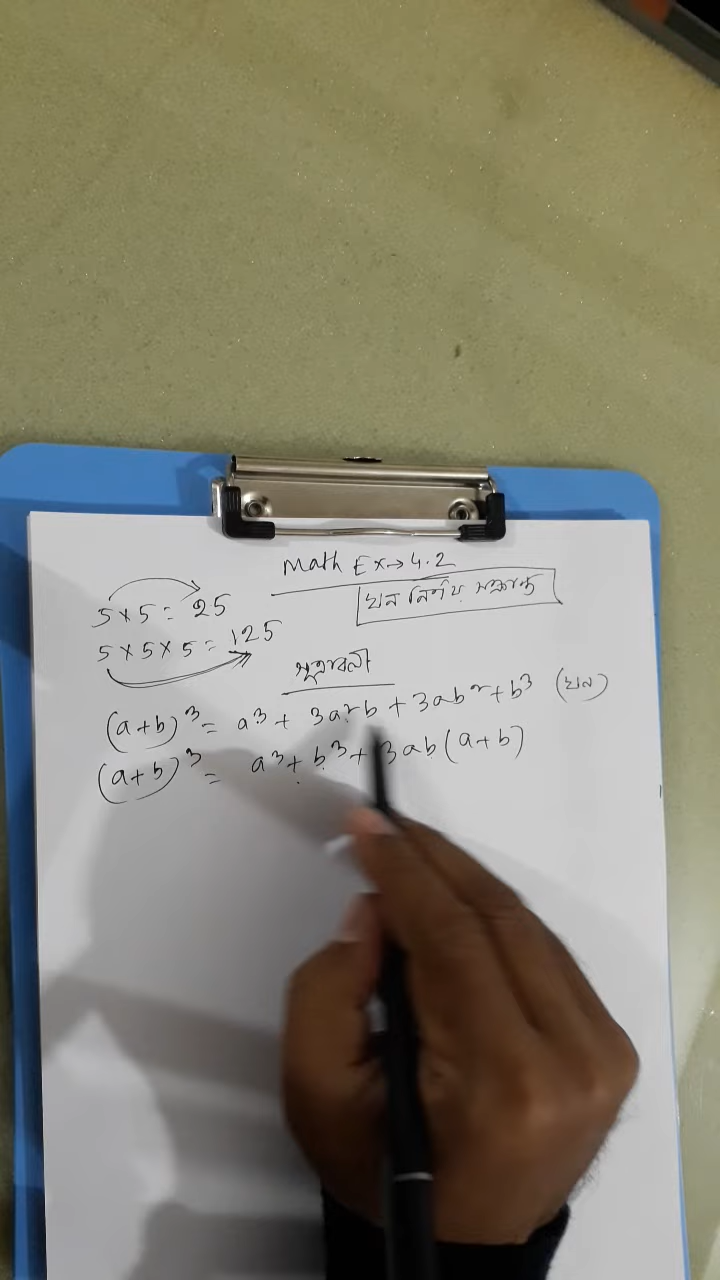 Math Ex→4.2
ঘন নির্ণয় সংক্রান্ত
5×5= 25
5×5×5=125
সূত্রাবলী
(a+b)³= a³+ 3a²b+3ab²+b³ (ঘন)
(a+b)³= a³+b³+3ab(a+b)